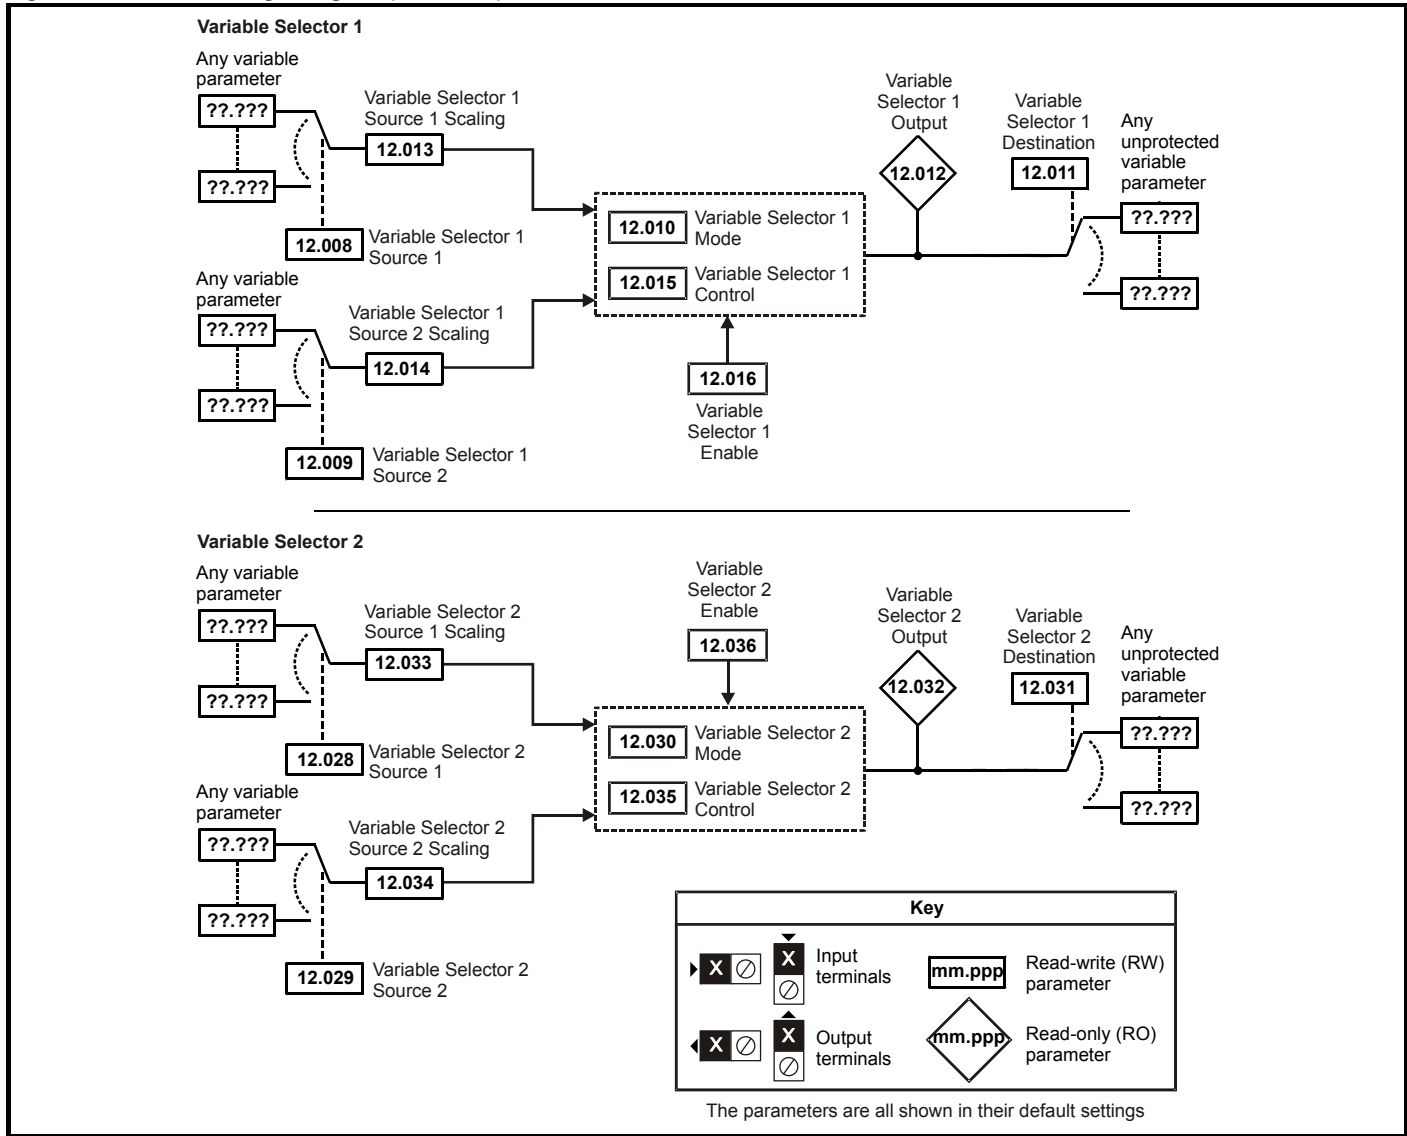 Variable Selector 1
Any variable
parameter
??.???
??.???
Variable Selector 1
Source 1 Scaling
12.013
12.008
Variable Selector 1
Source 1
Any variable
parameter
??.???
??.???
Variable Selector 1
Source 2 Scaling
12.014
12.009
Variable Selector 1
Source 2
12.010
Variable Selector 1
Mode
12.015
Variable Selector 1
Control
12.016
Variable
Selector 1
Enable
Variable
Selector 1
Output
12.012
Variable
Selector 1
Destination
12.011
Any
unprotected
variable
parameter
??.???
??.???
Variable Selector 2
Any variable
parameter
??.???
??.???
Variable Selector 2
Source 1 Scaling
12.033
12.028
Variable Selector 2
Source 1
Any variable
parameter
??.???
??.???
Variable Selector 2
Source 2 Scaling
12.034
12.029
Variable Selector 2
Source 2
Variable
Selector 2
Enable
12.036
12.030
Variable Selector 2
Mode
12.035
Variable Selector 2
Control
Variable
Selector 2
Output
12.032
Variable
Selector 2
Destination
12.031
Any
unprotected
variable
parameter
??.???
??.???
Key
X
X
Input
terminals
mm.ppp
Read-write (RW)
parameter
X
X
Output
terminals
mm.ppp
Read-only (RO)
parameter
The parameters are all shown in their default settings